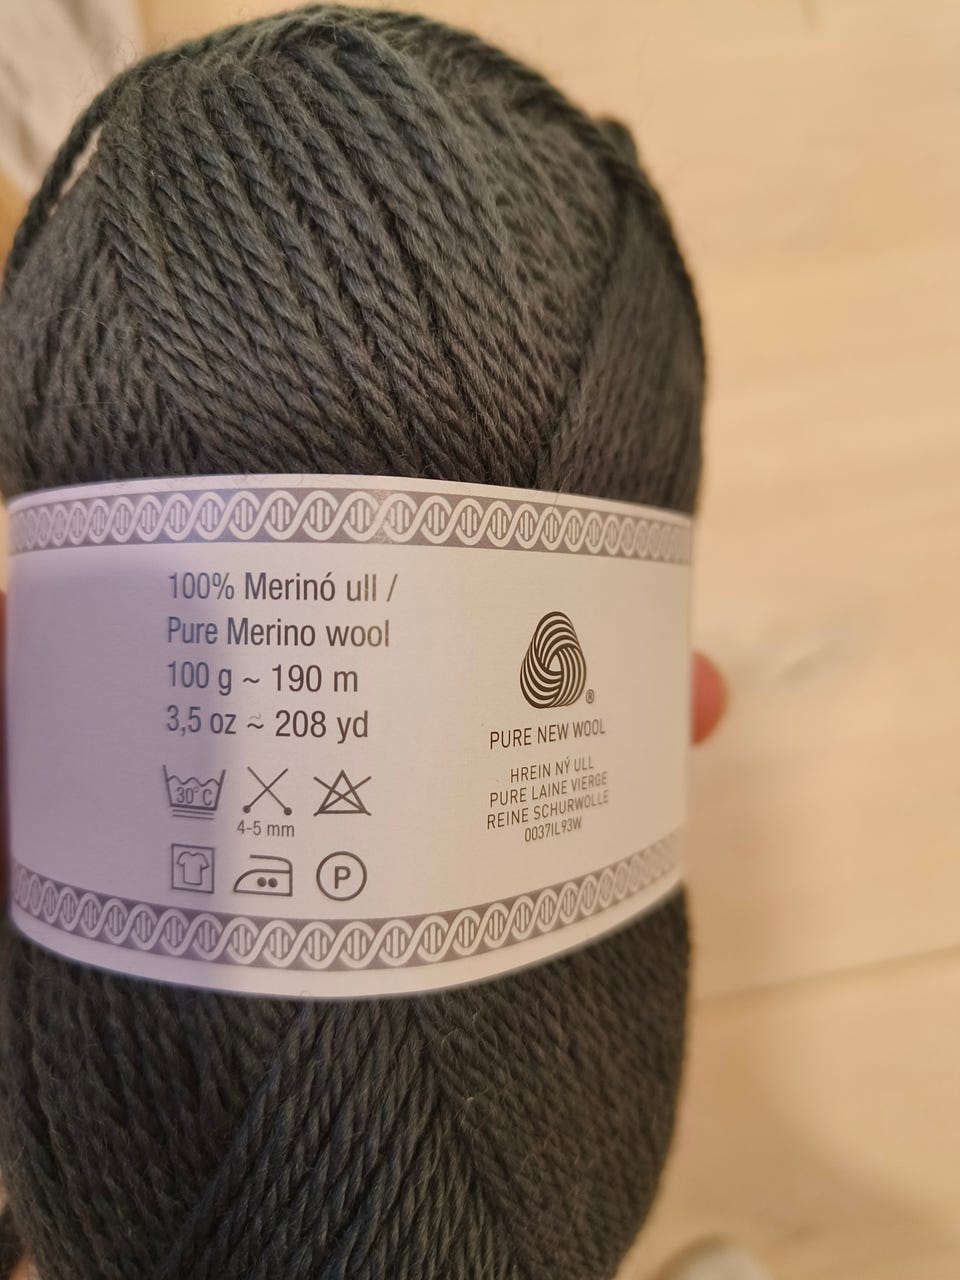 100% Merinó ull /
Pure Merino wool
100 g ~ 190 m
3,5 oz ~ 208 yd
30°C
4-5 mm
P
®
PURE NEW WOOL
HREIN NÝ ULL
PURE LAINE VIERGE
REINE SCHURWOLLE
0037IL93W